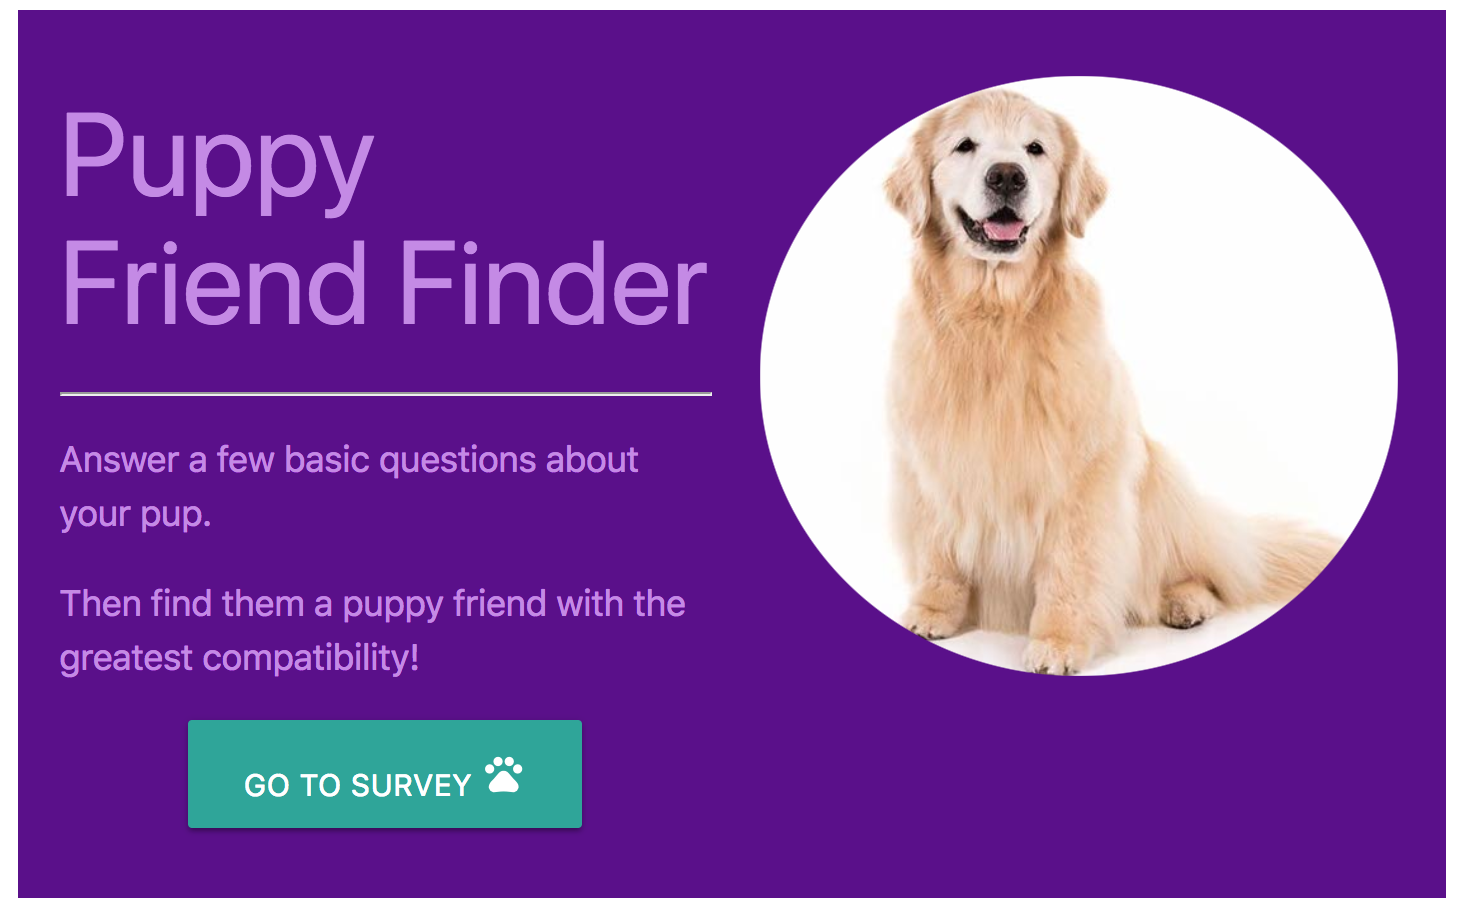 Puppy
Friend Finder
Answer a few basic questions about
your pup.
Then find them a puppy friend with the
greatest compatibility!
GO TO SURVEY